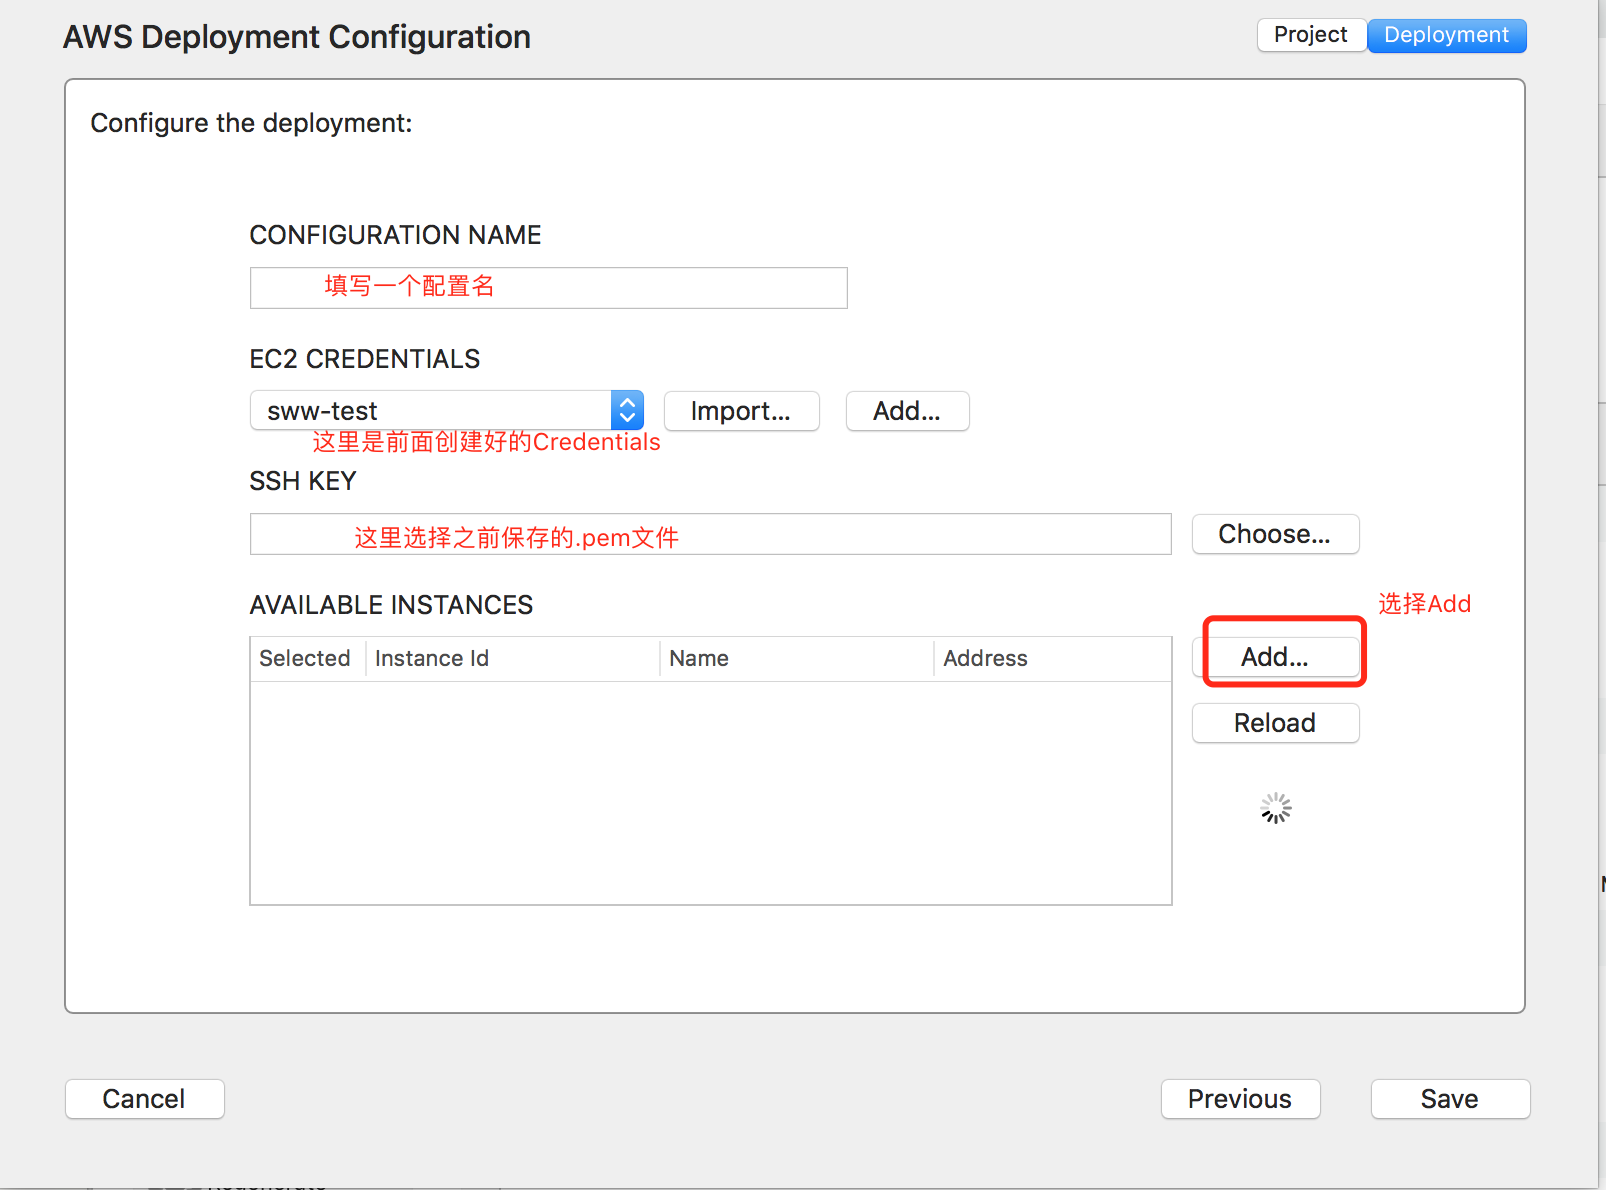 AWS Deployment Configuration
Project
Deployment
Configure the deployment:
CONFIGURATION NAME
填写一个配置名
EC2 CREDENTIALS
sww-test
Import...
Add...
这里是前面创建好的Credentials
SSH KEY
这里选择之前保存的.pem文件
Choose...
AVAILABLE INSTANCES
选择Add
Selected
Instance Id
Name
Address
Add...
Reload
Cancel
Previous
Save